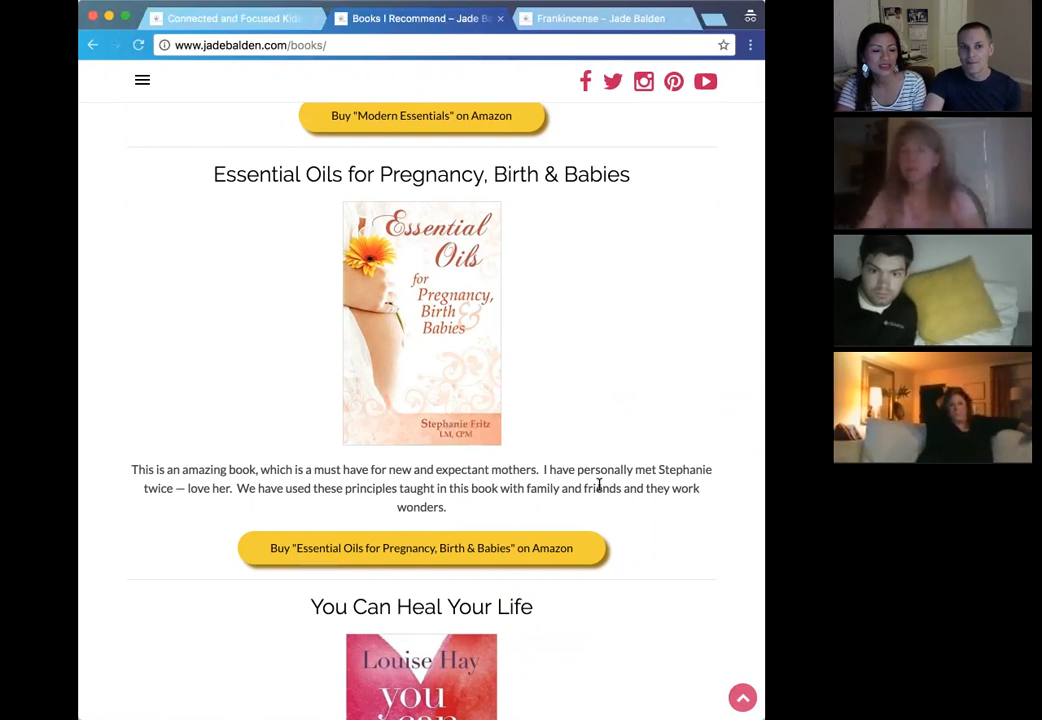 Connected and Focused Kids
Books I Recommend – Jade Ba
Frankincense – Jade Balden
www.jadebalden.com/books/
Buy "Modern Essentials" on Amazon
Essential Oils for Pregnancy, Birth & Babies
Essential
Oils
for
Pregnancy,
Birth &
Babies
Stephanie Fritz
LM, CPM
This is an amazing book, which is a must have for new and expectant mothers. I have personally met Stephanie
twice — love her. We have used these principles taught in this book with family and friends and they work
wonders.
Buy "Essential Oils for Pregnancy, Birth & Babies" on Amazon
You Can Heal Your Life
Louise Hay
you
can